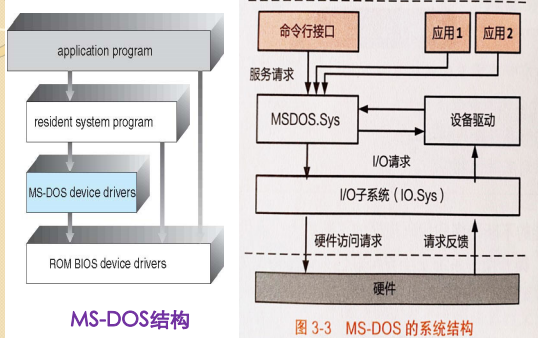 application program
resident system program
MS-DOS device drivers
ROM BIOS device drivers
MS-DOS结构
命令行接口
应用1
应用2
服务请求
MSDOS.Sys
设备驱动
I/O请求
I/O子系统（IO.Sys）
硬件访问请求
请求反馈
硬件
图 3-3 MS-DOS 的系统结构